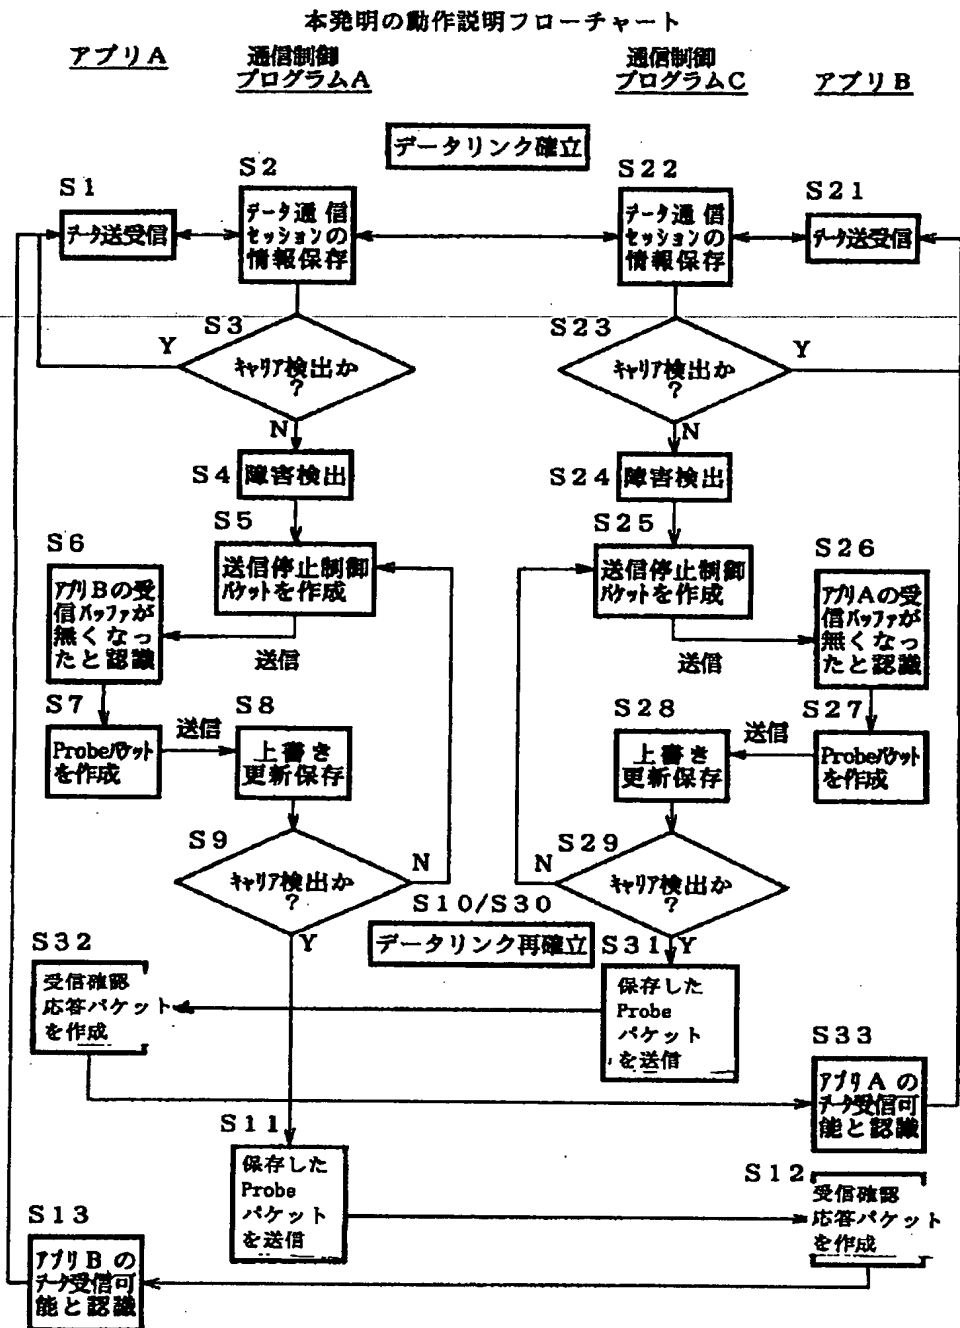 本発明の動作説明フローチャート
アプリA
通信制御
プログラムA
通信制御
プログラムC
アプリB
データリンク確立
S1
データ送受信
S2
データ通信
セッションの
情報保存
S22
データ通信
セッションの
情報保存
S21
データ送受信
S3
Y
キャリア検出か
?
N
S23
Y
キャリア検出か
?
N
S4
障害検出
S24
障害検出
S5
送信停止制御
パケットを作成
送信
S25
送信停止制御
パケットを作成
送信
S6
アプリBの受
信バッファが
無くなっ
たと認識
S26
アプリAの受
信バッファが
無くなっ
たと認識
S7
Probeパケット
を作成
送信
S8
上書き
更新保存
S28
上書き
更新保存
送信
S27
Probeパケット
を作成
S9
キャリア検出か
?
N
Y
S29
N
キャリア検出か
?
Y
S10/S30
データリンク再確立
S32
受信確認
応答パケット
を作成
S31
保存した
Probe
パケット
を送信
S33
アプリAの
データ受信可
能と認識
S11
保存した
Probe
パケット
を送信
S12
受信確認
応答パケット
を作成
S13
アプリBの
データ受信可
能と認識